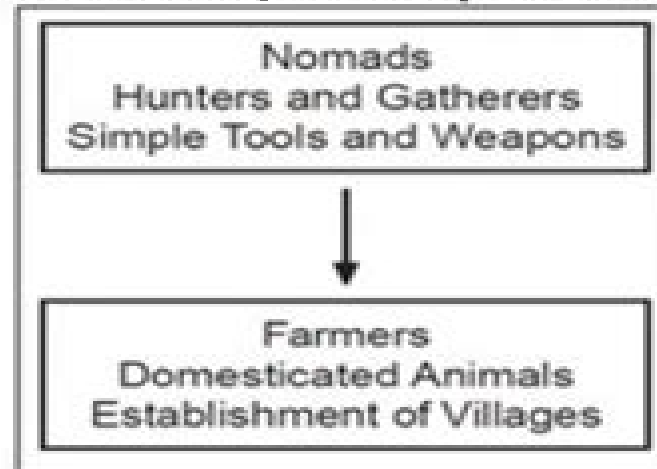 Nomads
Hunters and Gatherers
Simple Tools and Weapons
Farmers
Domesticated Animals
Establishment of Villages